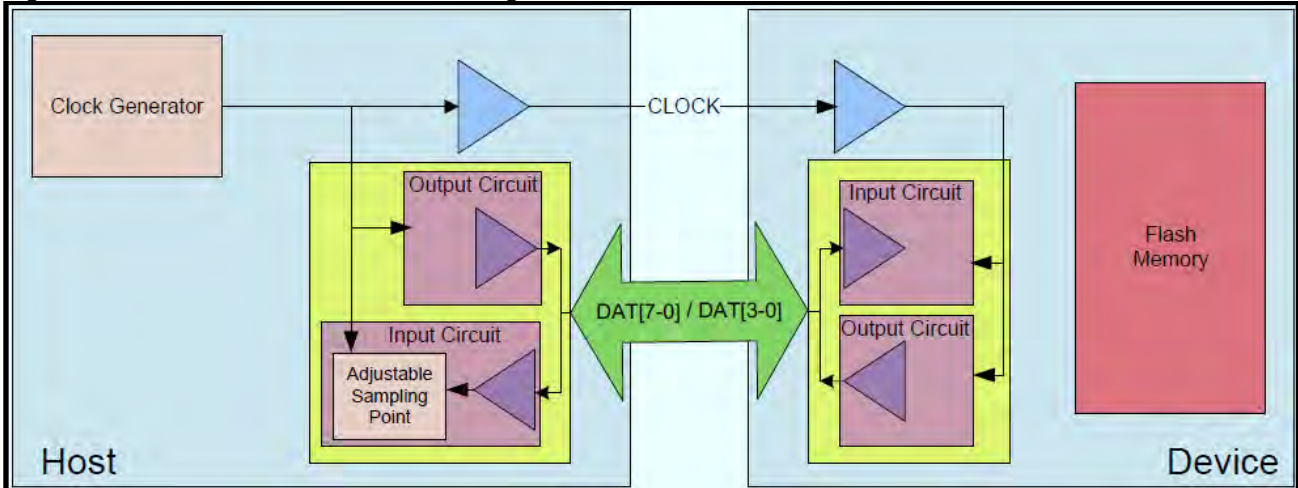 Clock Generator
CLOCK
Output Circuit
Input Circuit
Adjustable
Sampling
Point
DAT[7-0] / DAT[3-0]
Input Circuit
Output Circuit
Flash
Memory
Host
Device